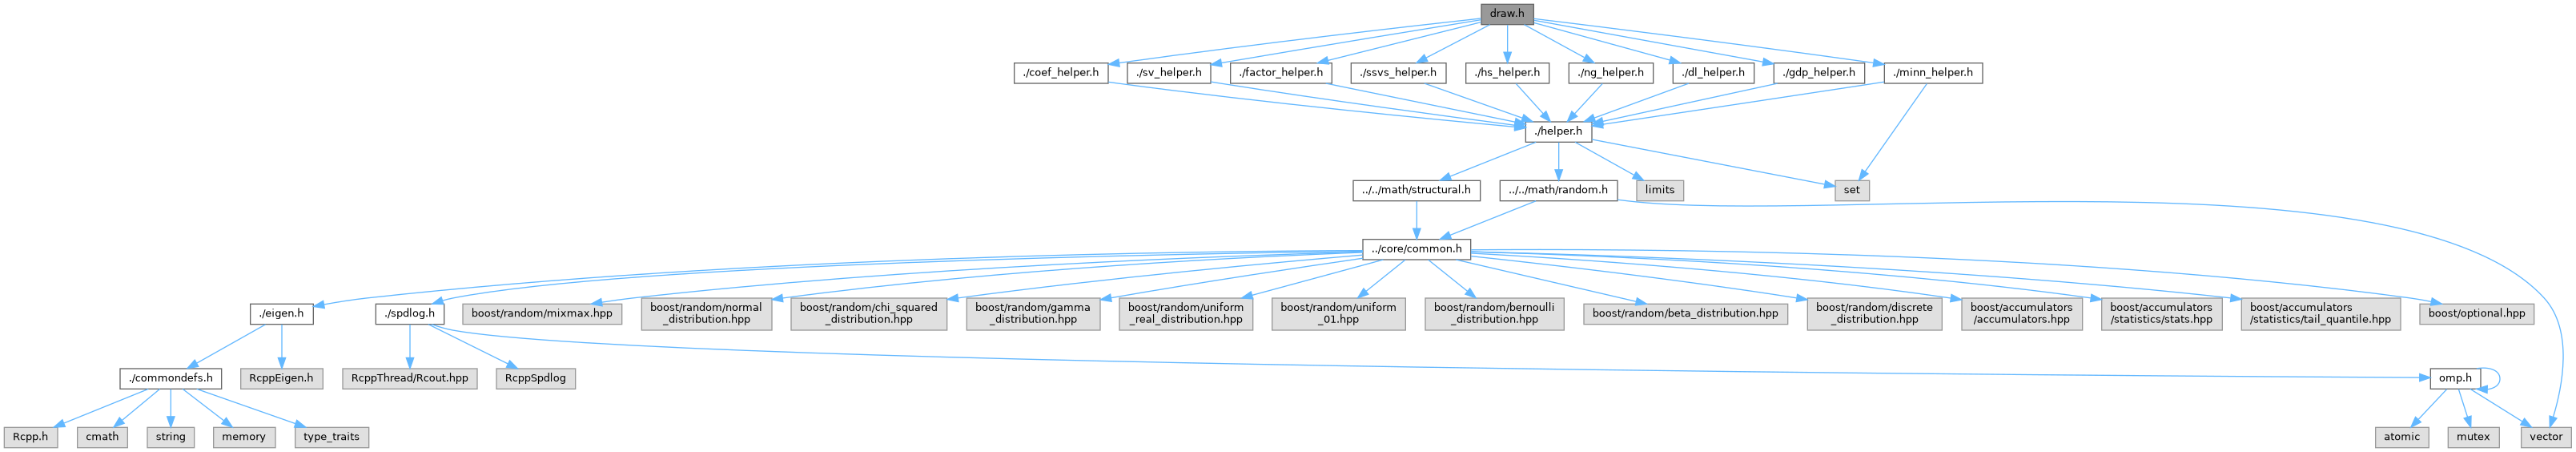 draw.h
./coef_helper.h
./sv_helper.h
./factor_helper.h
./ssvs_helper.h
./hs_helper.h
./ng_helper.h
./dl_helper.h
./gdp_helper.h
./minn_helper.h
./helper.h
../../math/structural.h
../../math/random.h
limits
set
../core/common.h
./eigen.h
./spdlog.h
boost/random/mixmax.hpp
boost/random/normal
_distribution.hpp
boost/random/chi_squared
_distribution.hpp
boost/random/gamma
_distribution.hpp
boost/random/uniform
_real_distribution.hpp
boost/random/uniform
_01.hpp
boost/random/bernoulli
_distribution.hpp
boost/random/beta_distribution.hpp
boost/random/discrete
_distribution.hpp
boost/accumulators
/accumulators.hpp
boost/accumulators
/statistics/stats.hpp
boost/accumulators
/statistics/tail_quantile.hpp
boost/optional.hpp
./commondefs.h
RcppEigen.h
RcppThread/Rcout.hpp
RcppSpdlog
omp.h
Rcpp.h
cmath
string
memory
type_traits
atomic
mutex
vector